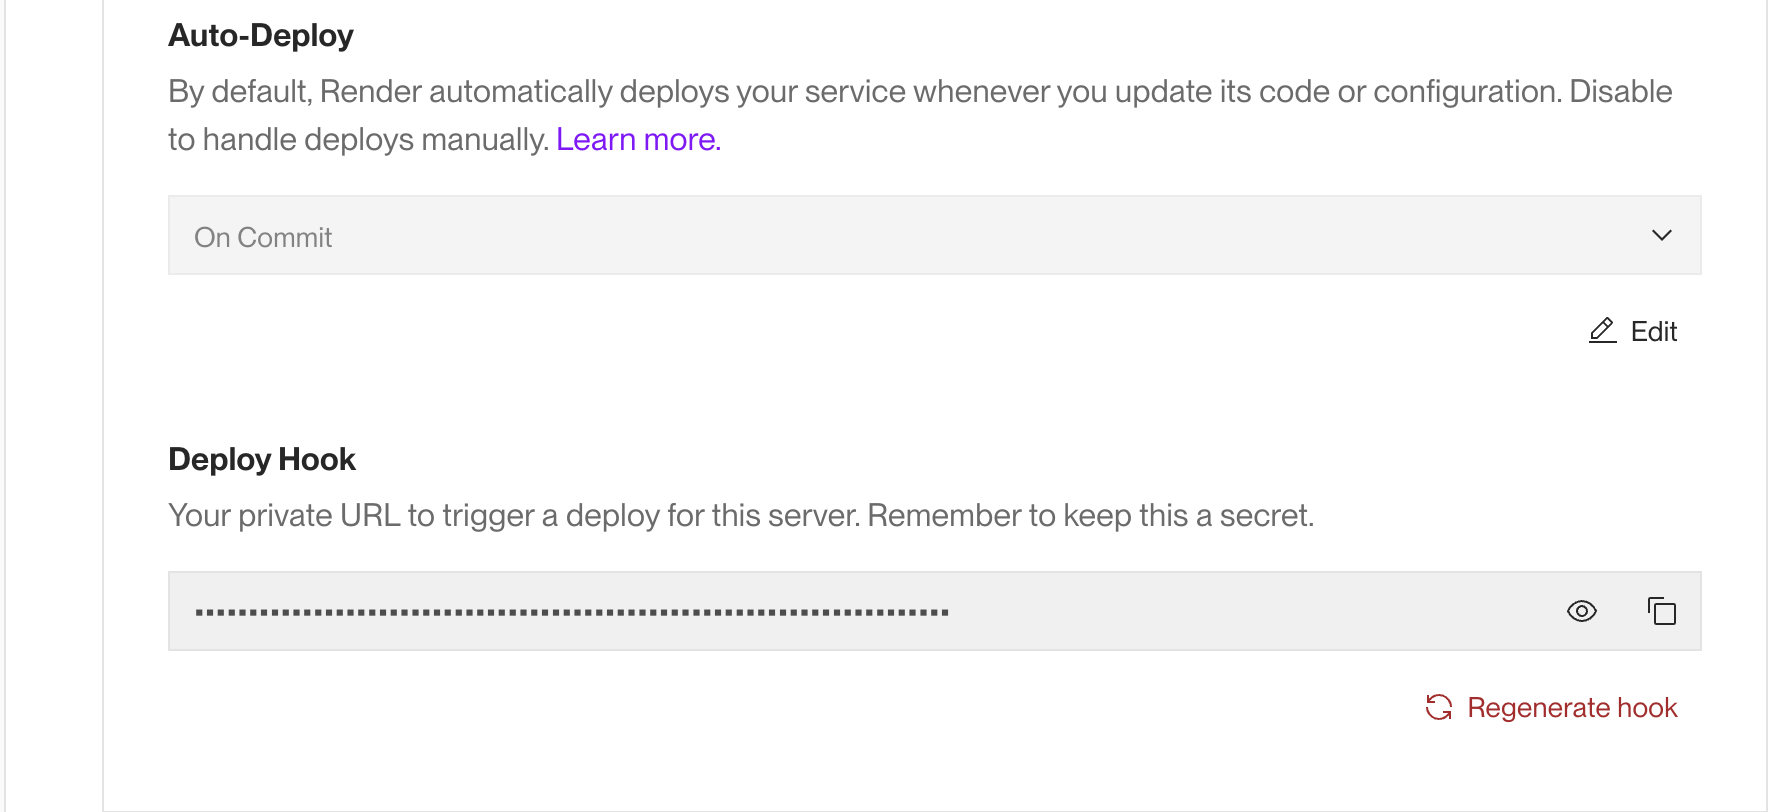 Auto-Deploy
By default, Render automatically deploys your service whenever you update its code or configuration. Disable
to handle deploys manually. Learn more.
On Commit
Edit
Deploy Hook
Your private URL to trigger a deploy for this server. Remember to keep this a secret.
Regenerate hook